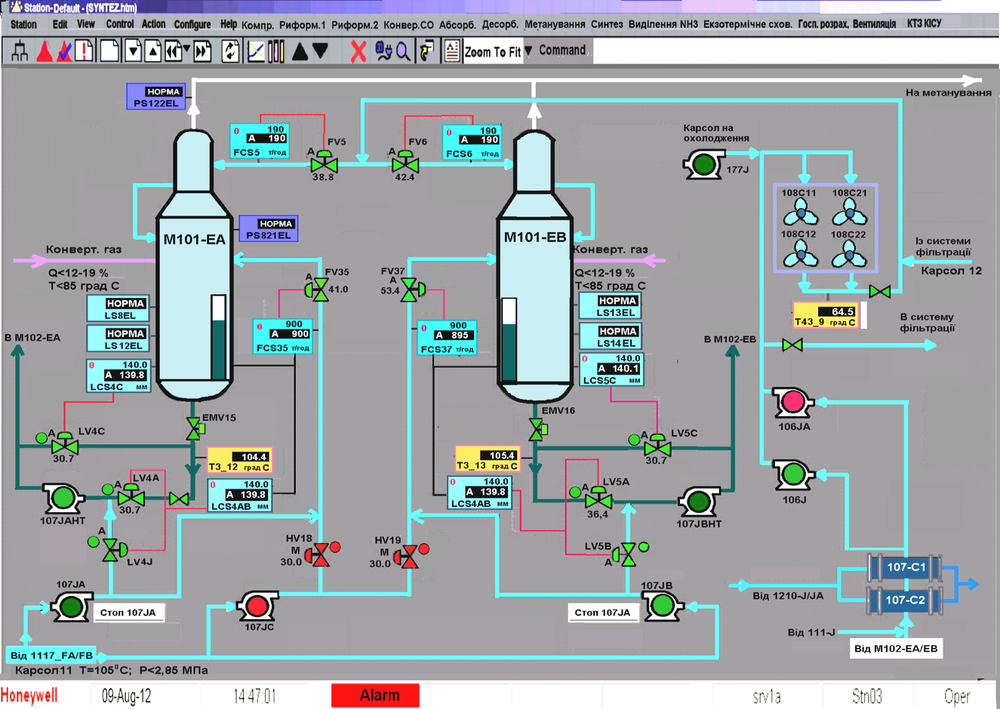 Station-Default - (SYNTEZ.htm)
Station Edit View Control Action Configure Help Компр. Риформ.1 Риформ.2 Конвер.СО Абсорб. Десорб. Метанування Синтез Виділення NH3 Екзотермічне схов. Госп. розрах, Вентиляція КТЗ КІСУ
Zoom To Fit Command
На метанування
НОРМА
PS122EL
0 190
A 190
FCS5 т/год
FV5
A
38.8
FV6
A
42.4
0 190
A 190
FCS6 т/год
Карсол на
охолодження
177J
108C11 108C21
108C12 108C22
Із системи
фільтрації
Карсол 12
64.5
T43_9 град С
В систему
фільтрації
M101-EA
НОРМА
PS821EL
M101-EB
Конверт. газ
Q<12-19 %
T<85 град С
Конверт. газ
Q<12-19 %
T<85 град С
FV35
A
41.0
FV37
A
53.4
НОРМА
LS8EL
НОРМА
LS12EL
0 140.0
A 139.8
LCS4C мм
0 900
A 900
FCS35 т/год
0 900
A 895
FCS37 т/год
НОРМА
LS13EL
НОРМА
LS14EL
0 140.0
A 140.1
LCS5C мм
В М102-ЕА
В М102-ЕВ
EMV15
EMV16
A LV4C
30.7
A LV5C
30.7
104.4
T3_12 град С
0 140.0
A 139.8
LCS4AB мм
105.4
T3_13 град С
0 140.0
A 139.8
LCS4AB мм
LV4A
A
30.7
LV5A
A
36,4
107JAHT
107JBHT
106JA
106J
A
LV4J
HV18
M
30.0
HV19
M
30.0
LV5B
A
107JA
Стоп 107JA
107JC
107JB
Стоп 107JA
107-C1
107-C2
Від 1210-J/JA
Від 111-J
Від М102-ЕА/ЕВ
Від 1117_FA/FB
Карсол11 Т=105⁰С; Р<2,85 МПа
Honeywell 09-Aug-12 14:47:01 Alarm srv1a Stn03 Oper